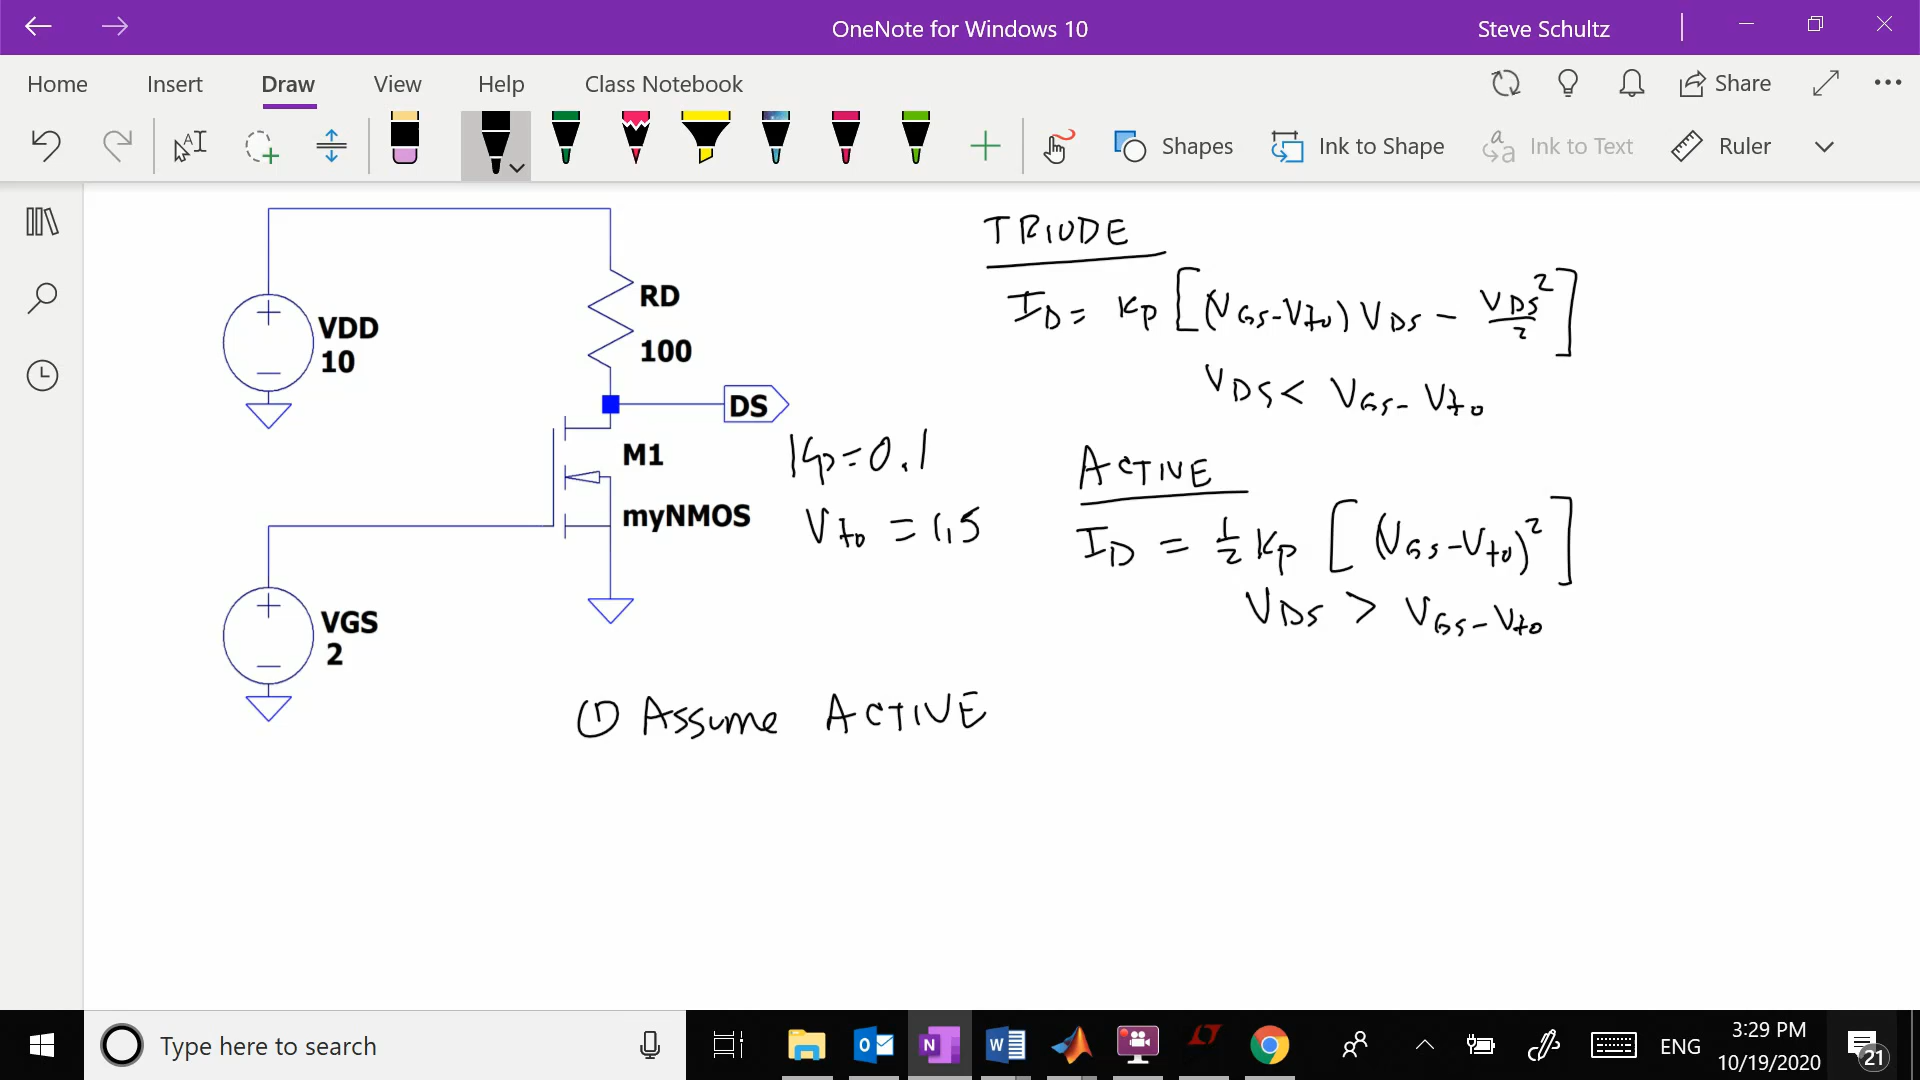 OneNote for Windows 10
Steve Schultz
Home Insert Draw View Help Class Notebook
Share
Shapes Ink to Shape Ink to Text Ruler
VDD
10
RD
100
DS
M1
myNMOS
VGS
2
Kp = 0.1
Vto = 1.5
TRIODE
ID = Kp [(VGS-Vto) VDS - VDS²/2]
VDS < VGS - Vto
ACTIVE
ID = ½ Kp [(VGS-Vto)²]
VDS > VGS - Vto
① Assume ACTIVE
Type here to search
ENG
3:29 PM
10/19/2020
21